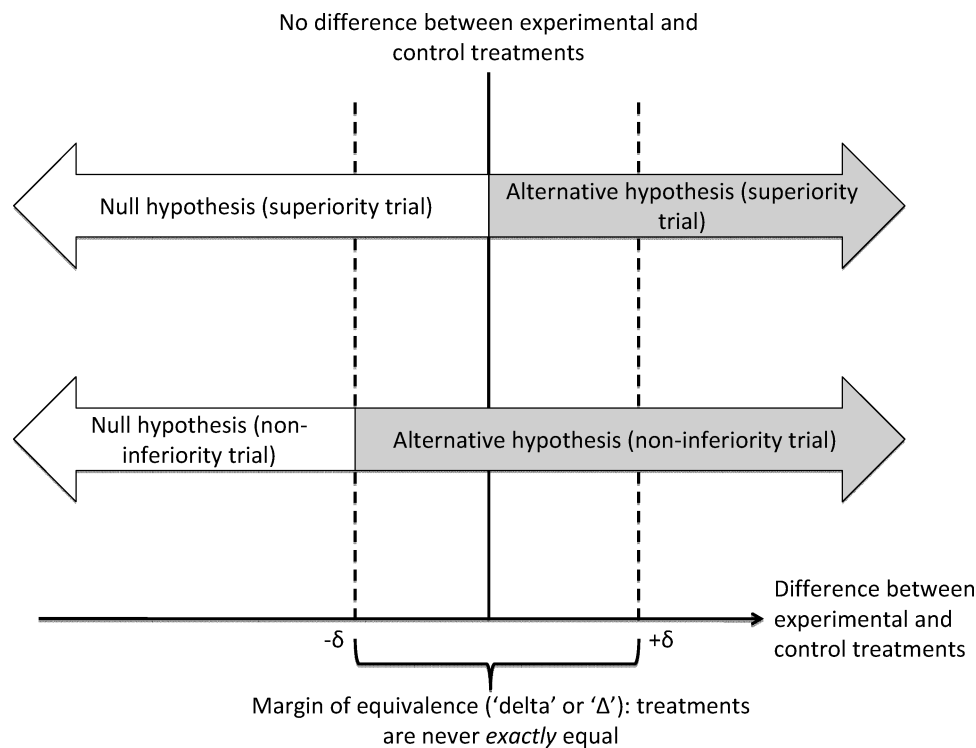 No difference between experimental and
control treatments
Null hypothesis (superiority trial)
Alternative hypothesis (superiority
trial)
Null hypothesis (non-
inferiority trial)
Alternative hypothesis (non-inferiority trial)
Difference between
experimental and
control treatments
-δ
+δ
Margin of equivalence (‘delta’ or ‘Δ’): treatments
are never exactly equal